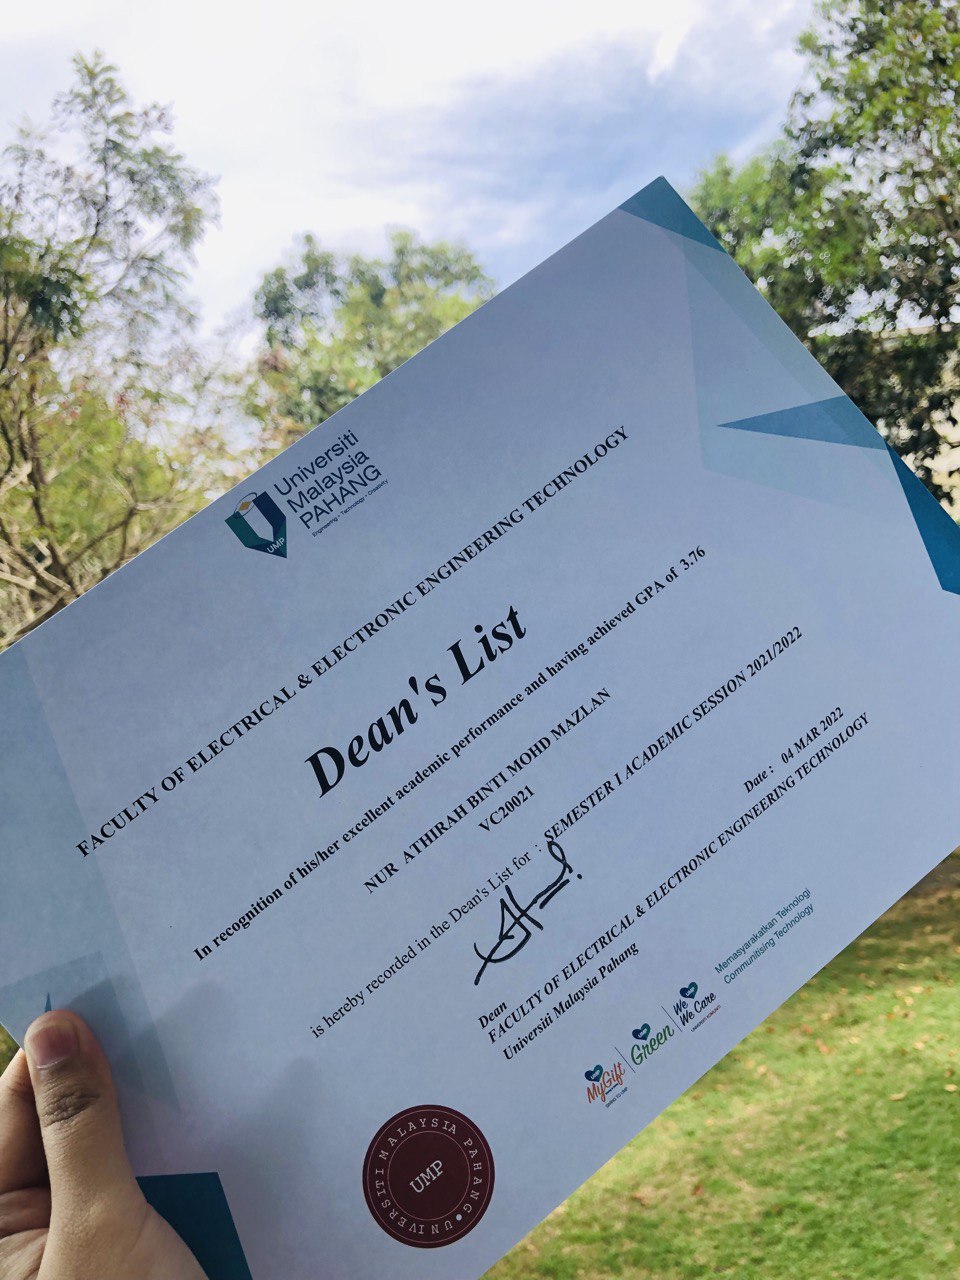 Universiti
Malaysia
PAHANG
Engineering • Technology • Creativity
UMP
FACULTY OF ELECTRICAL & ELECTRONIC ENGINEERING TECHNOLOGY
Dean's List
In recognition of his/her excellent academic performance and having achieved GPA of 3.76
NUR ATHIRAH BINTI MOHD MAZLAN
VC20021
is hereby recorded in the Dean's List for : SEMESTER I ACADEMIC SESSION 2021/2022
Date : 04 MAR 2022
Dean
FACULTY OF ELECTRICAL & ELECTRONIC ENGINEERING TECHNOLOGY
Universiti Malaysia Pahang
MyGift
Green
We
We Care
Memasyarakatkan Teknologi
Communitising Technology
UNIVERSITI MALAYSIA PAHANG
UMP